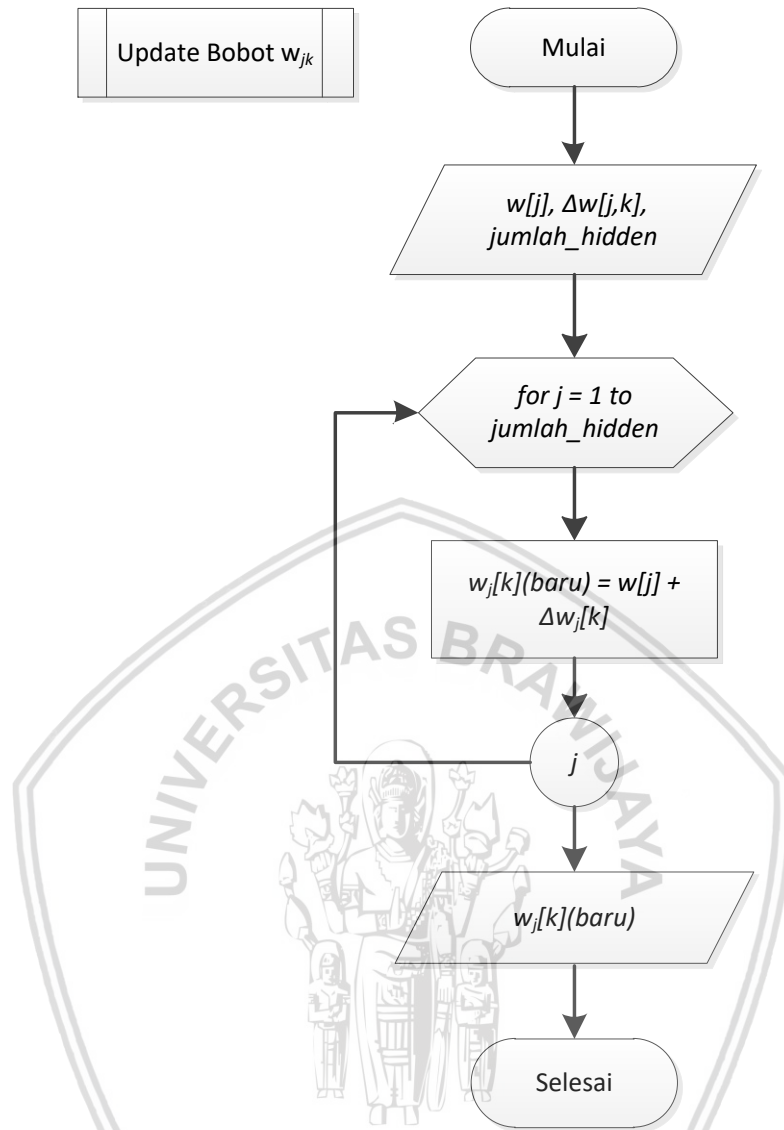 Update Bobot wjk
Mulai
w[j], Δw[j,k],
jumlah_hidden
for j = 1 to
jumlah_hidden
wj[k](baru) = w[j] +
Δwj[k]
j
wj[k](baru)
Selesai
UNIVERSITAS BRAWIJAYA